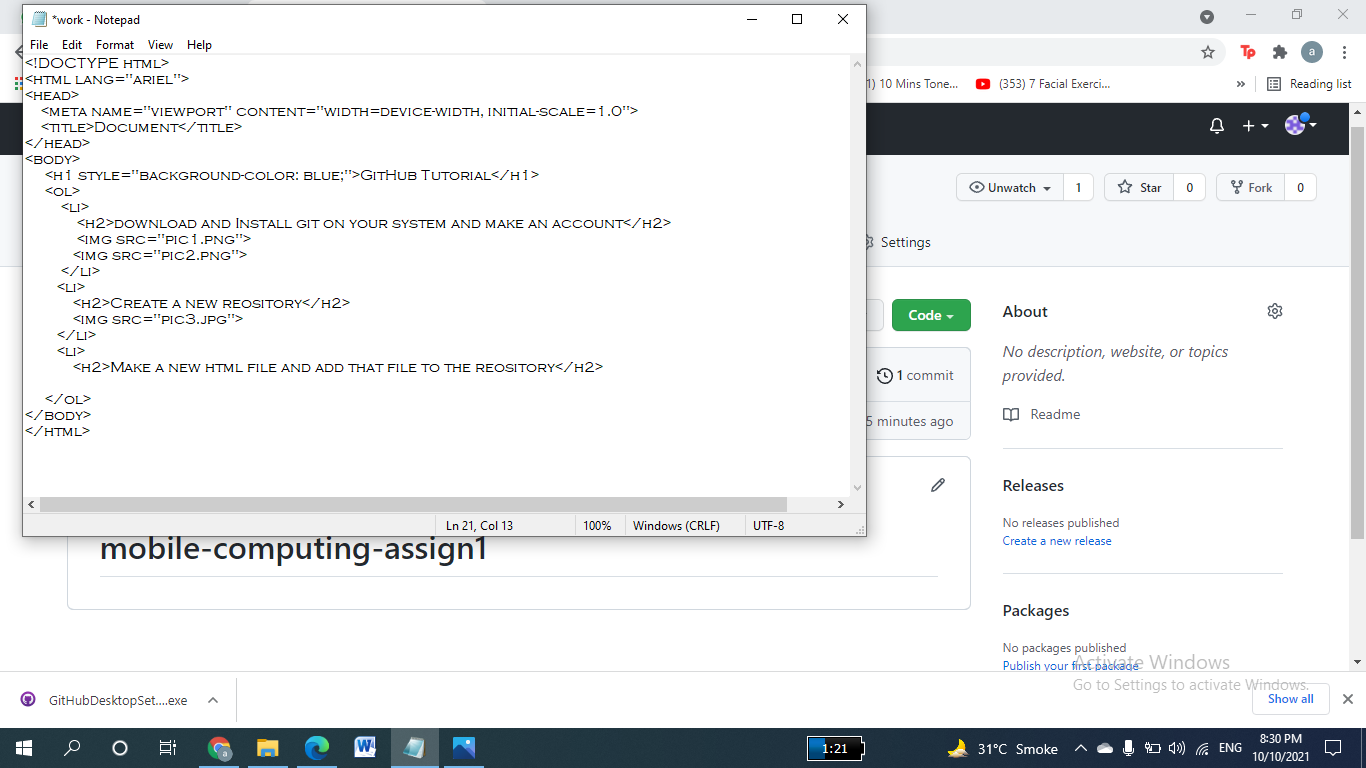 *work - Notepad
File Edit Format View Help
<!DOCTYPE html>
<html lang="ariel">
<head>
<meta name="viewport" content="width=device-width, initial-scale=1.0">
<title>Document</title>
</head>
<body>
<h1 style="background-color: blue;">GitHub Tutorial</h1>
<ol>
<li>
<h2>download and Install git on your system and make an account</h2>
<img src="pic1.png">
<img src="pic2.png">
</li>
<li>
<h2>Create a new reository</h2>
<img src="pic3.jpg">
</li>
<li>
<h2>Make a new html file and add that file to the reository</h2>
</ol>
</body>
</html>
Ln 21, Col 13 100% Windows (CRLF) UTF-8
Tp a
1) 10 Mins Tone... (353) 7 Facial Exerci... » Reading list
Unwatch 1 Star 0 Fork 0
Settings
Code
About
No description, website, or topics
provided.
1 commit
Readme
5 minutes ago
Releases
No releases published
Create a new release
mobile-computing-assign1
Packages
No packages published
Publish your first package
Activate Windows
Go to Settings to activate Windows.
GitHubDesktopSet....exe
Show all
1:21
31°C Smoke
ENG
8:30 PM
10/10/2021